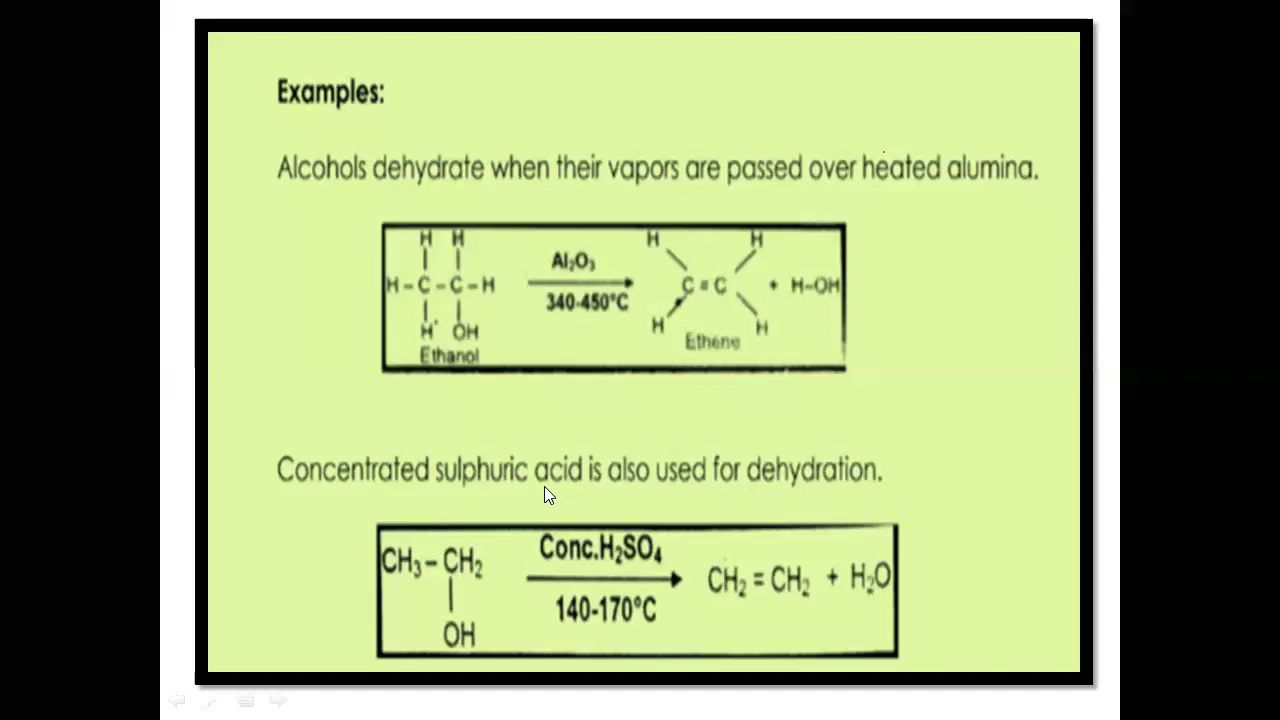 Examples:
Alcohols dehydrate when their vapors are passed over heated alumina.
H H
H-C-C-H
H OH
Ethanol
Al₂O₃
340-450°C
H H
C=C
H H
Ethene
+ H-OH
Concentrated sulphuric acid is also used for dehydration.
CH₃-CH₂
OH
Conc.H₂SO₄
140-170°C
CH₂=CH₂ + H₂O